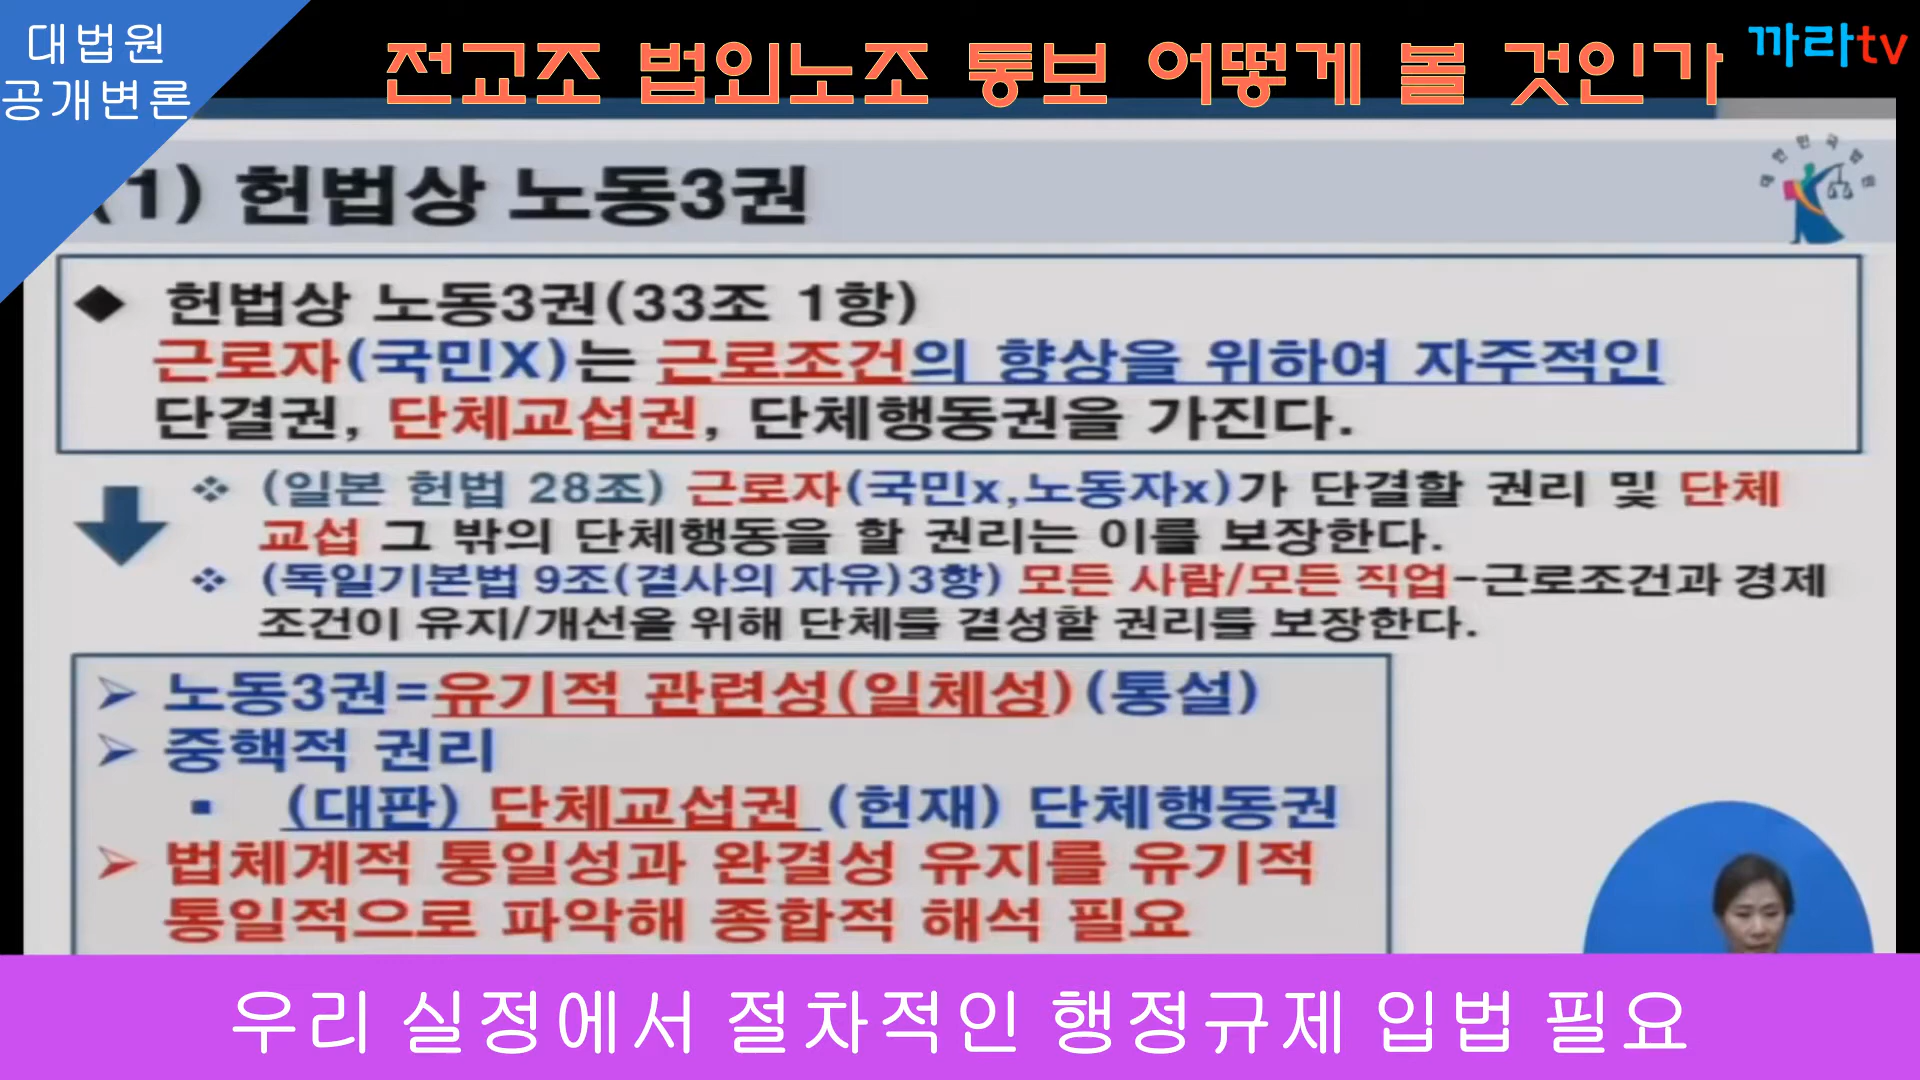 대법원
공개변론
전교조 법외노조 통보 어떻게 볼 것인가
까라tv
(1) 헌법상 노동3권
◆ 헌법상 노동3권(33조 1항)
근로자(국민X)는 근로조건의 향상을 위하여 자주적인
단결권, 단체교섭권, 단체행동권을 가진다.
❖ (일본 헌법 28조) 근로자(국민x,노동자x)가 단결할 권리 및 단체
교섭 그 밖의 단체행동을 할 권리는 이를 보장한다.
❖ (독일기본법 9조(결사의 자유)3항) 모든 사람/모든 직업-근로조건과 경제
조건이 유지/개선을 위해 단체를 결성할 권리를 보장한다.
➢ 노동3권=유기적 관련성(일체성)(통설)
➢ 중핵적 권리
▪ (대판) 단체교섭권 (헌재) 단체행동권
➢ 법체계적 통일성과 완결성 유지를 유기적
통일적으로 파악해 종합적 해석 필요
우리 실정에서 절차적인 행정규제 입법 필요